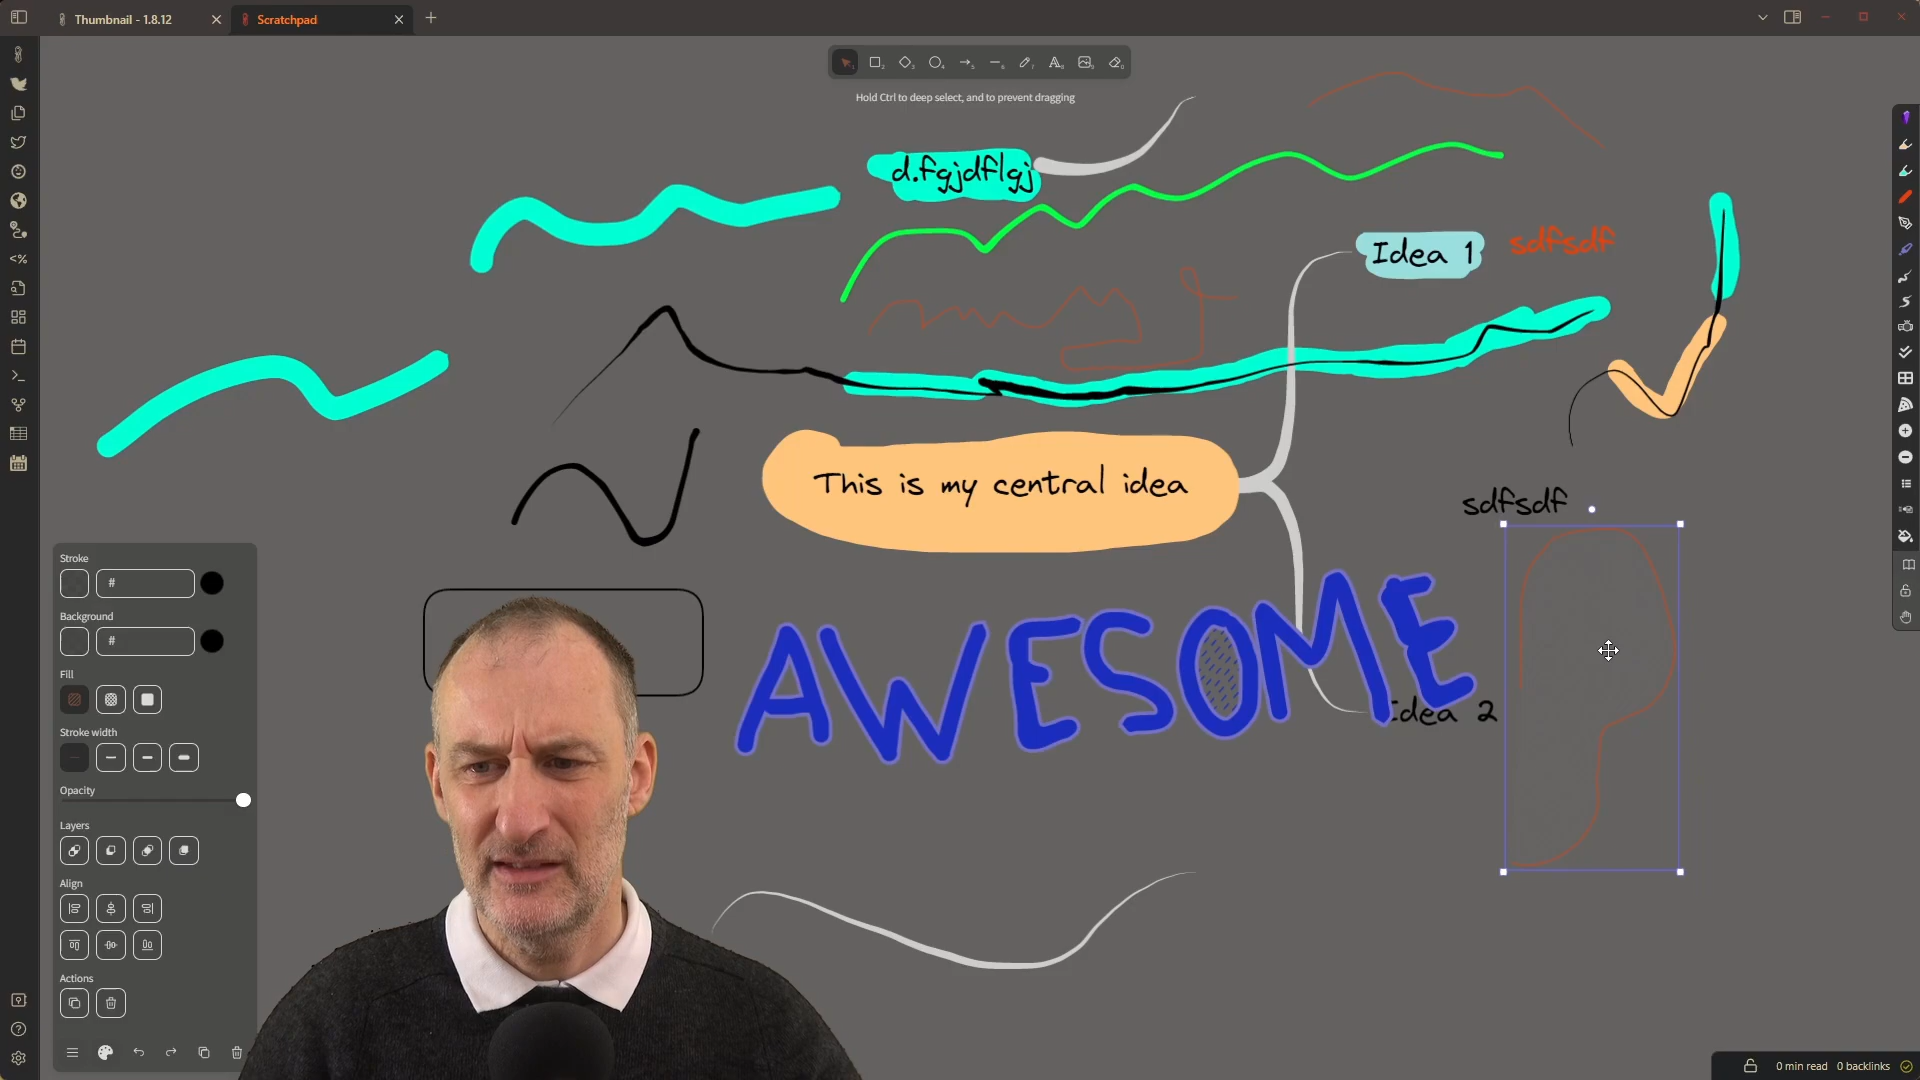 Thumbnail - 1.8.12
Scratchpad
Hold Ctrl to deep select, and to prevent dragging
d.fgjdflgj
Idea 1
sdfsdf
This is my central idea
sdfsdf
AWESOME
Idea 2
Stroke
#
Background
#
Fill
Stroke width
Opacity
Layers
Align
Actions
0 min read 0 backlinks